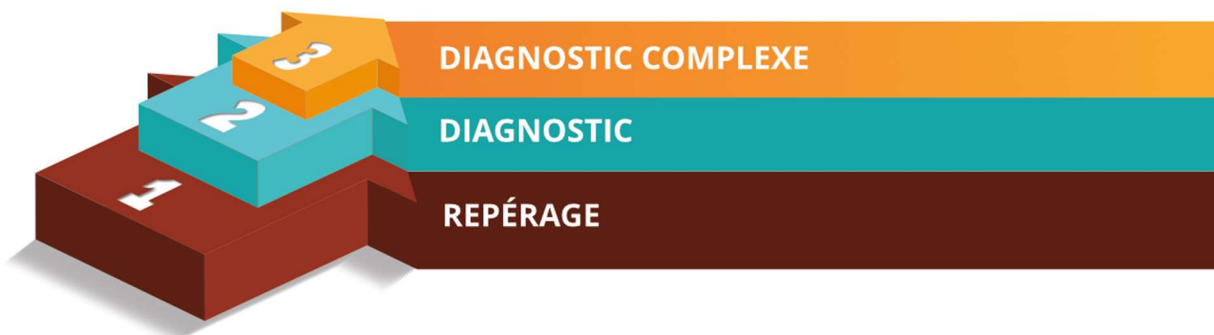 3 DIAGNOSTIC COMPLEXE
2 DIAGNOSTIC
1 REPÉRAGE